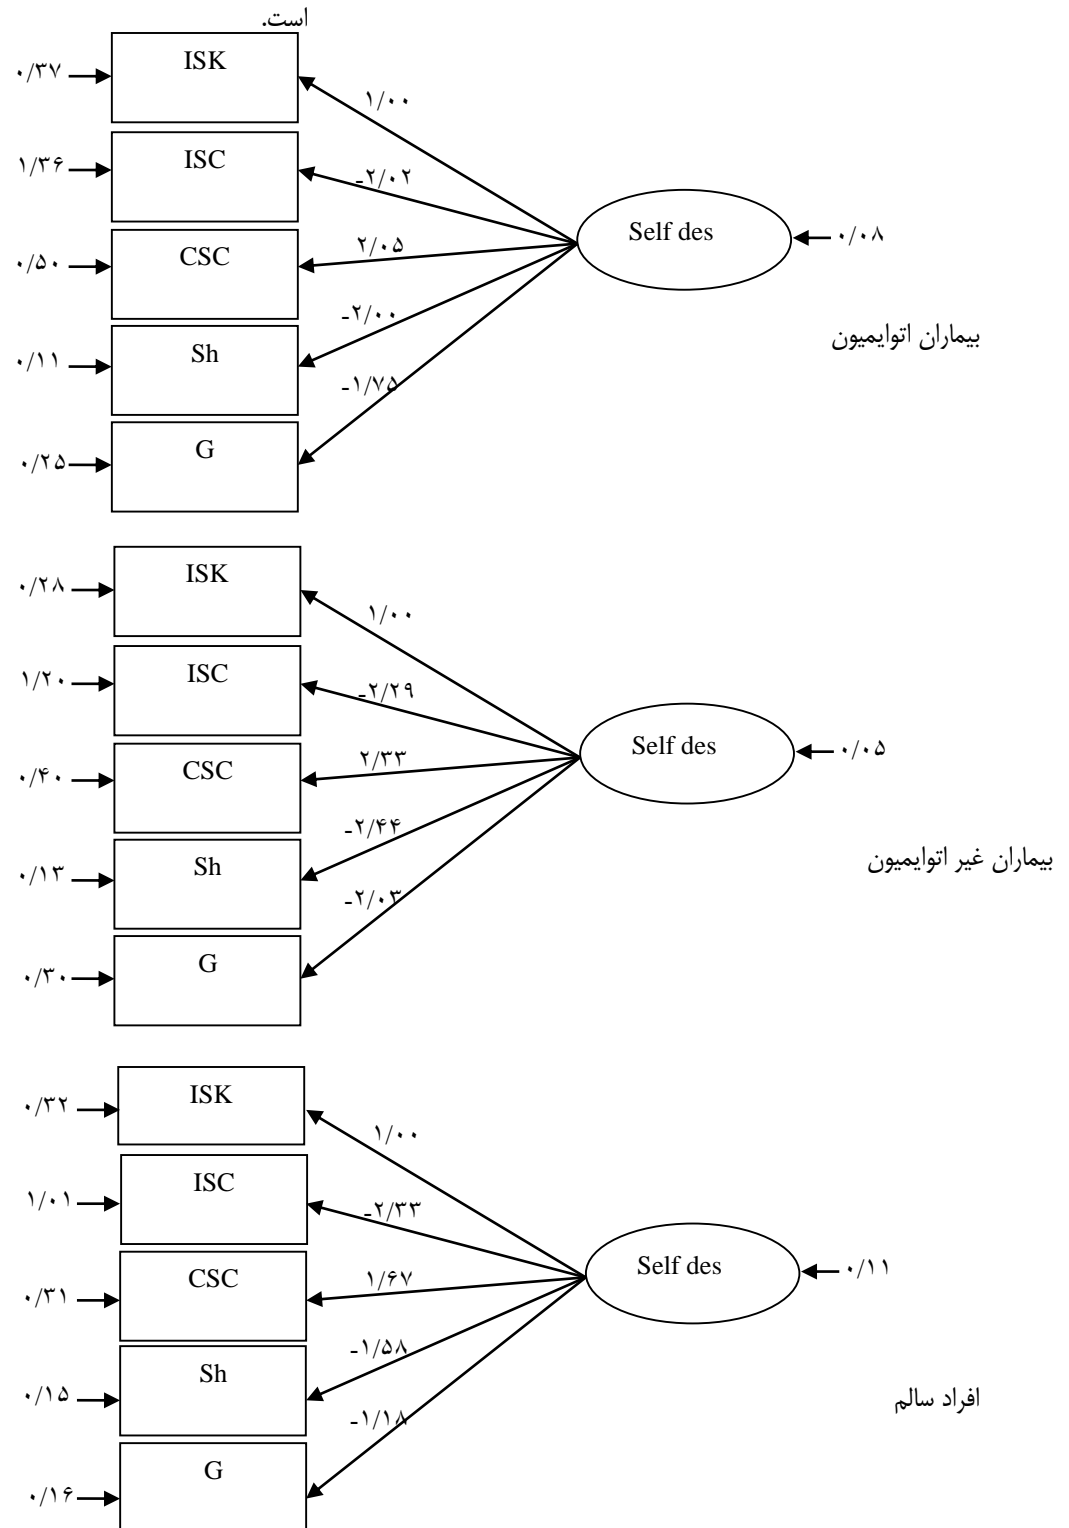 است.
ISK
۰/۳۷
۱/۰۰
ISC
۱/۳۶
-۲/۰۲
Self des
۰/۰۸
CSC
۰/۵۰
۲/۰۵
Sh
۰/۱۱
-۲/۰۰
بیماران اتوایمیون
-۱/۷۵
G
۰/۲۵
ISK
۰/۲۸
۱/۰۰
ISC
۱/۲۰
-۲/۲۹
Self des
۰/۰۵
CSC
۰/۴۰
۲/۳۳
Sh
۰/۱۳
-۲/۴۴
بیماران غیر اتوایمیون
-۲/۰۳
G
۰/۳۰
ISK
۰/۳۲
۱/۰۰
ISC
۱/۰۱
-۲/۳۳
Self des
۰/۱۱
CSC
۰/۳۱
۱/۶۷
Sh
۰/۱۵
-۱/۵۸
افراد سالم
-۱/۱۸
G
۰/۱۶